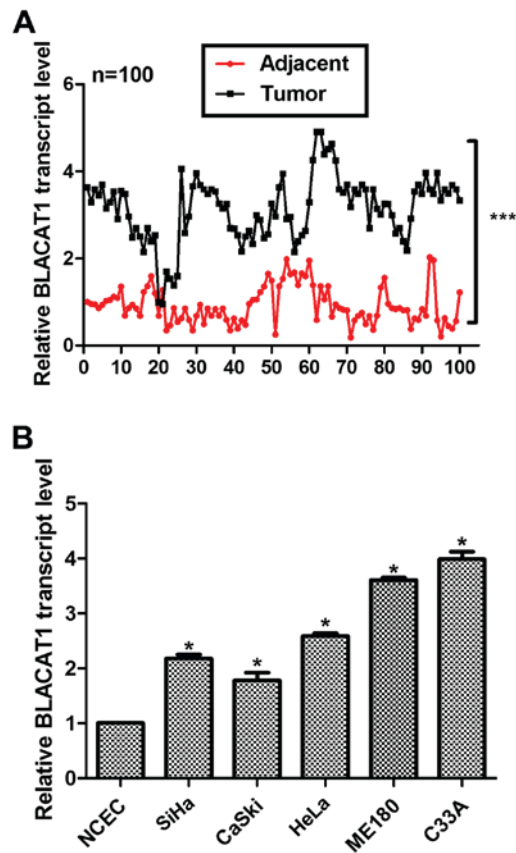 A
n=100
Adjacent
Tumor
Relative BLACAT1 transcript level
6
4
2
0
0 10 20 30 40 50 60 70 80 90 100
***
B
Relative BLACAT1 transcript level
5
4
3
2
1
0
* * * * *
NCEC SiHa CaSki HeLa ME180 C33A